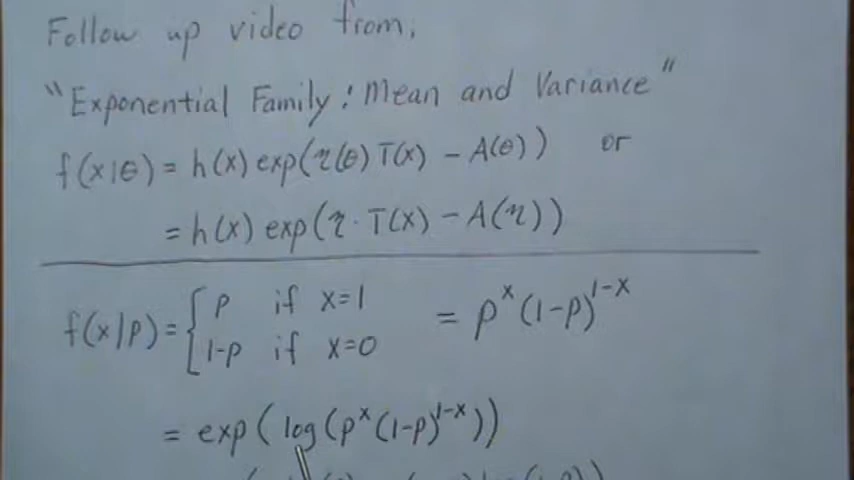 Follow up video from:
"Exponential Family: Mean and Variance"
f(x|θ) = h(x) exp(η(θ) T(x) - A(θ)) or
= h(x) exp(η · T(x) - A(η))
f(x|p) = { p if x=1 = p^x (1-p)^{1-x}
1-p if x=0
= exp(log(p^x (1-p)^{1-x}))